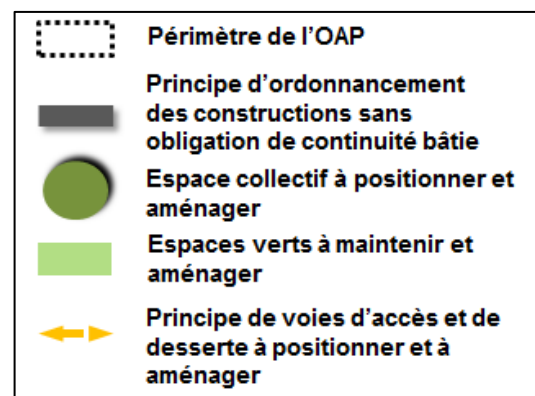 Périmètre de l'OAP
Principe d'ordonnancement
des constructions sans
obligation de continuité bâtie
Espace collectif à positionner et
aménager
Espaces verts à maintenir et
aménager
Principe de voies d'accès et de
desserte à positionner et à
aménager